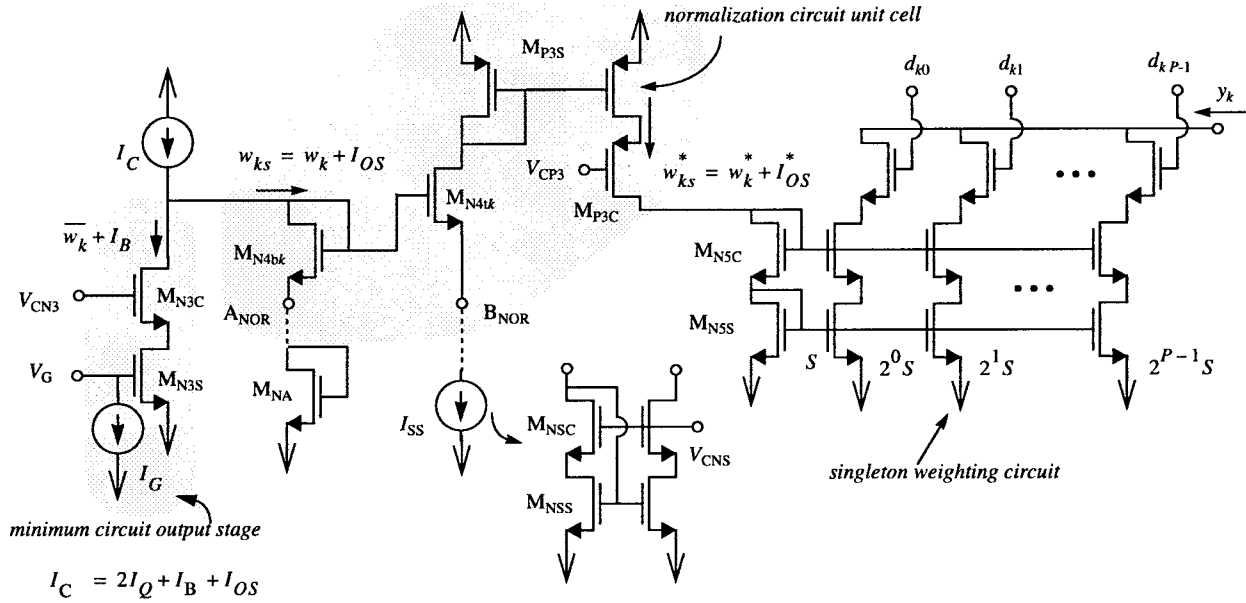 normalization circuit unit cell
M_P3S
d_k0
d_k1
d_k P-1
y_k
I_C
w_ks = w_k + I_OS
V_CP3
w*_ks = w*_k + I*_OS
M_N4tk
M_P3C
w̅_k + I_B
M_N4bk
M_N5C
V_CN3
M_N3C
A_NOR
B_NOR
M_N5S
V_G
M_N3S
M_NA
S
2^0 S
2^1 S
2^P-1 S
I_SS
M_NSC
V_CNS
I_G
singleton weighting circuit
M_NSS
minimum circuit output stage
I_C = 2I_Q + I_B + I_OS